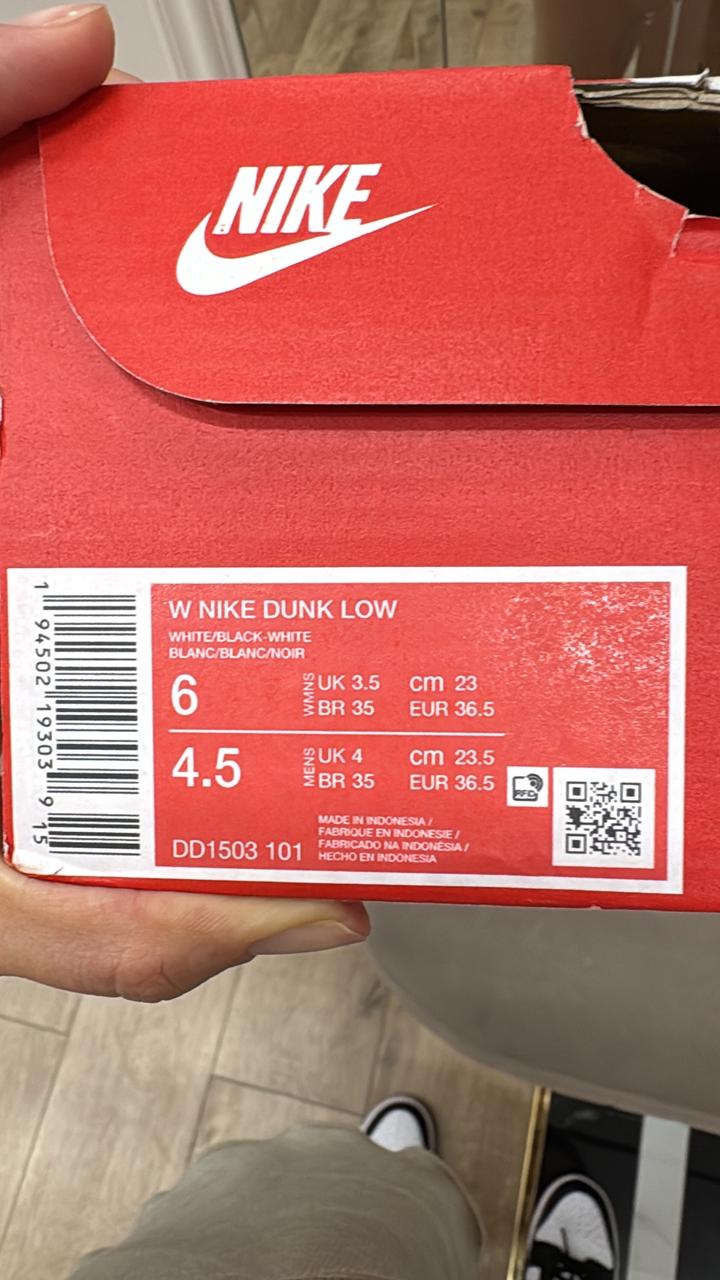 NIKE
W NIKE DUNK LOW
WHITE/BLACK-WHITE
BLANC/BLANC/NOIR
6 WMNS UK 3.5 cm 23
BR 35 EUR 36.5
4.5 MENS UK 4 cm 23.5
BR 35 EUR 36.5
RFID
DD1503 101
MADE IN INDONESIA /
FABRIQUE EN INDONESIE /
FABRICADO NA INDONÉSIA /
HECHO EN INDONESIA
1 94502 19303 9 15